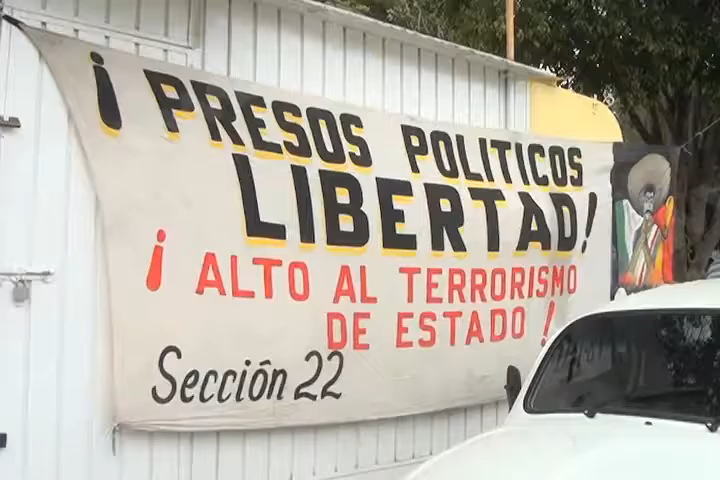 ¡ PRESOS POLITICOS
LIBERTAD!
¡ ALTO AL TERRORISMO
DE ESTADO !
Sección 22